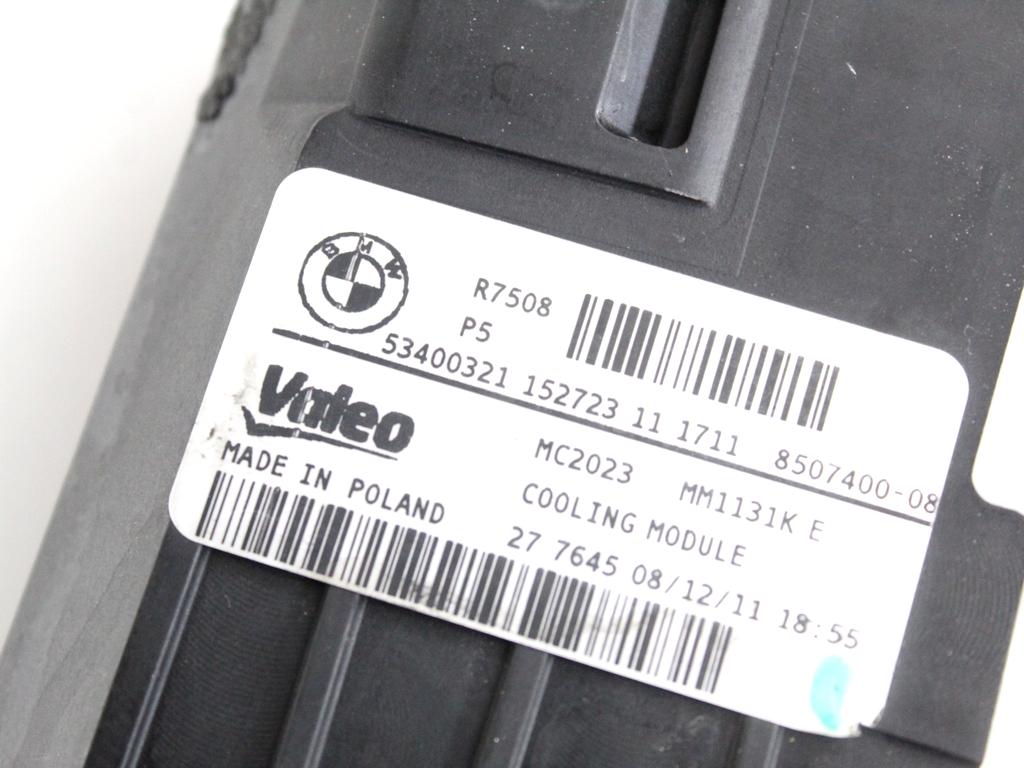 BMW
R7508
P5
53400321 152723 11 1711 8507400-08
Valeo
MC2023 MM1131K E
MADE IN POLAND
COOLING MODULE
27 7645 08/12/11 18:55